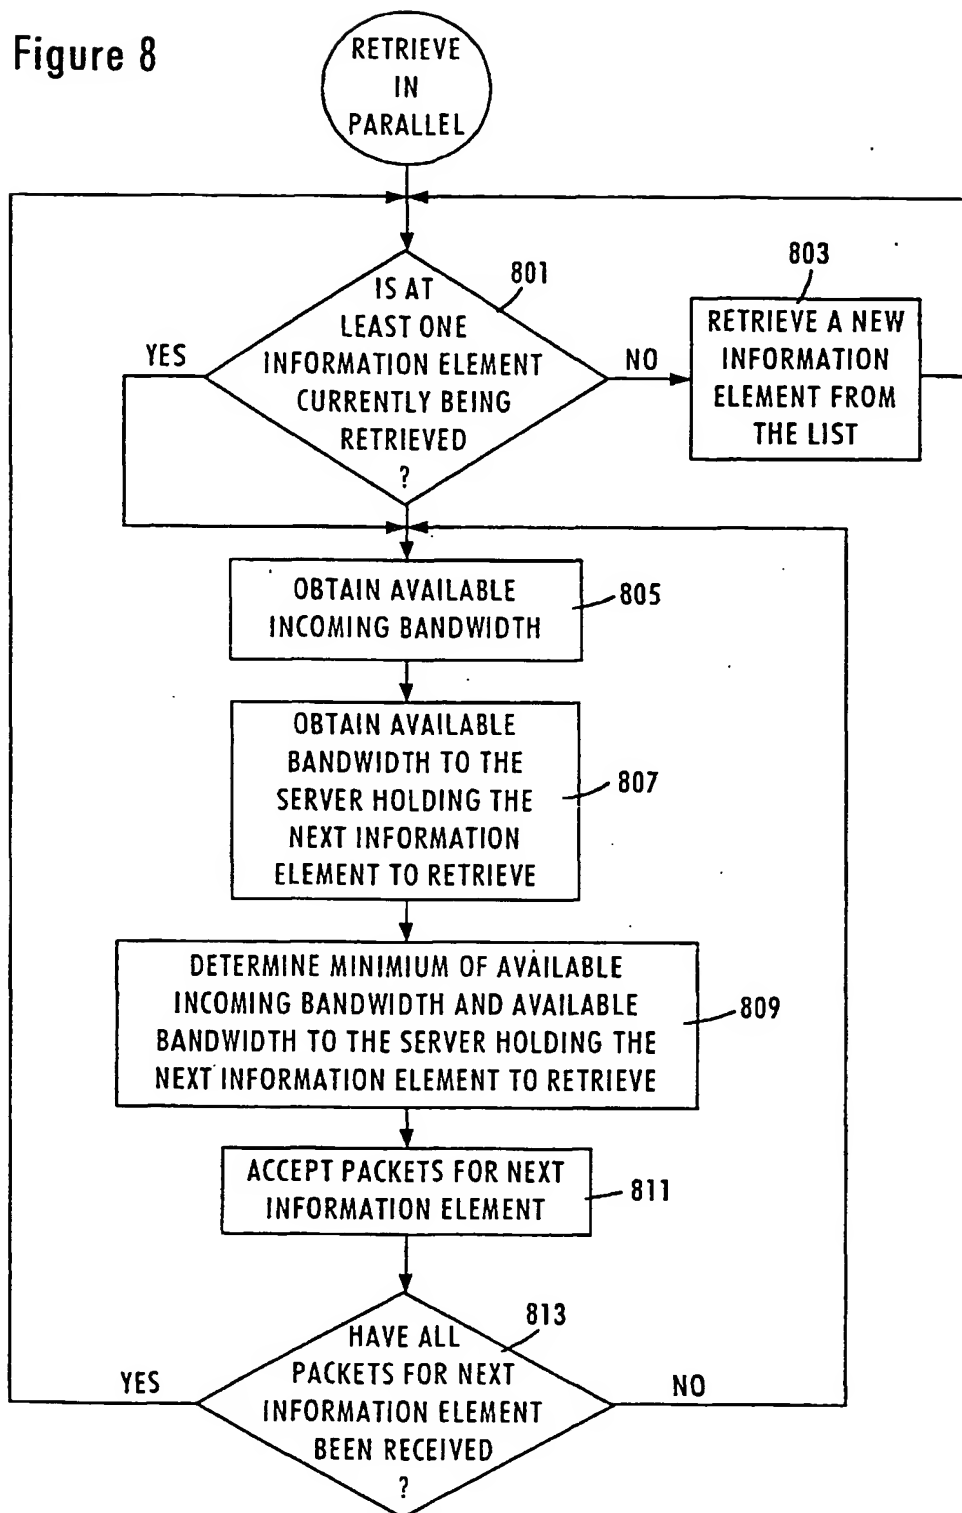 Figure 8
RETRIEVE
IN
PARALLEL
801
IS AT
LEAST ONE
INFORMATION ELEMENT
CURRENTLY BEING
RETRIEVED
?
YES
NO
803
RETRIEVE A NEW
INFORMATION
ELEMENT FROM
THE LIST
OBTAIN AVAILABLE
INCOMING BANDWIDTH
805
OBTAIN AVAILABLE
BANDWIDTH TO THE
SERVER HOLDING THE
NEXT INFORMATION
ELEMENT TO RETRIEVE
807
DETERMINE MINIMIUM OF AVAILABLE
INCOMING BANDWIDTH AND AVAILABLE
BANDWIDTH TO THE SERVER HOLDING THE
NEXT INFORMATION ELEMENT TO RETRIEVE
809
ACCEPT PACKETS FOR NEXT
INFORMATION ELEMENT
811
813
HAVE ALL
PACKETS FOR NEXT
INFORMATION ELEMENT
BEEN RECEIVED
?
YES
NO